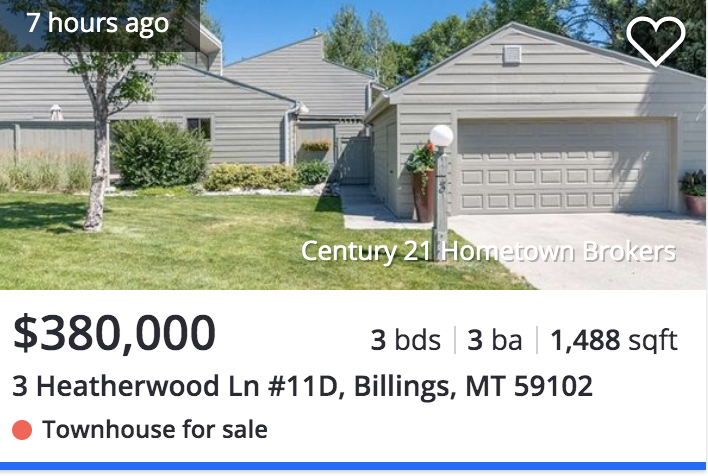 7 hours ago
3
Century 21 Hometown Brokers
$380,000
3 bds | 3 ba | 1,488 sqft
3 Heatherwood Ln #11D, Billings, MT 59102
Townhouse for sale